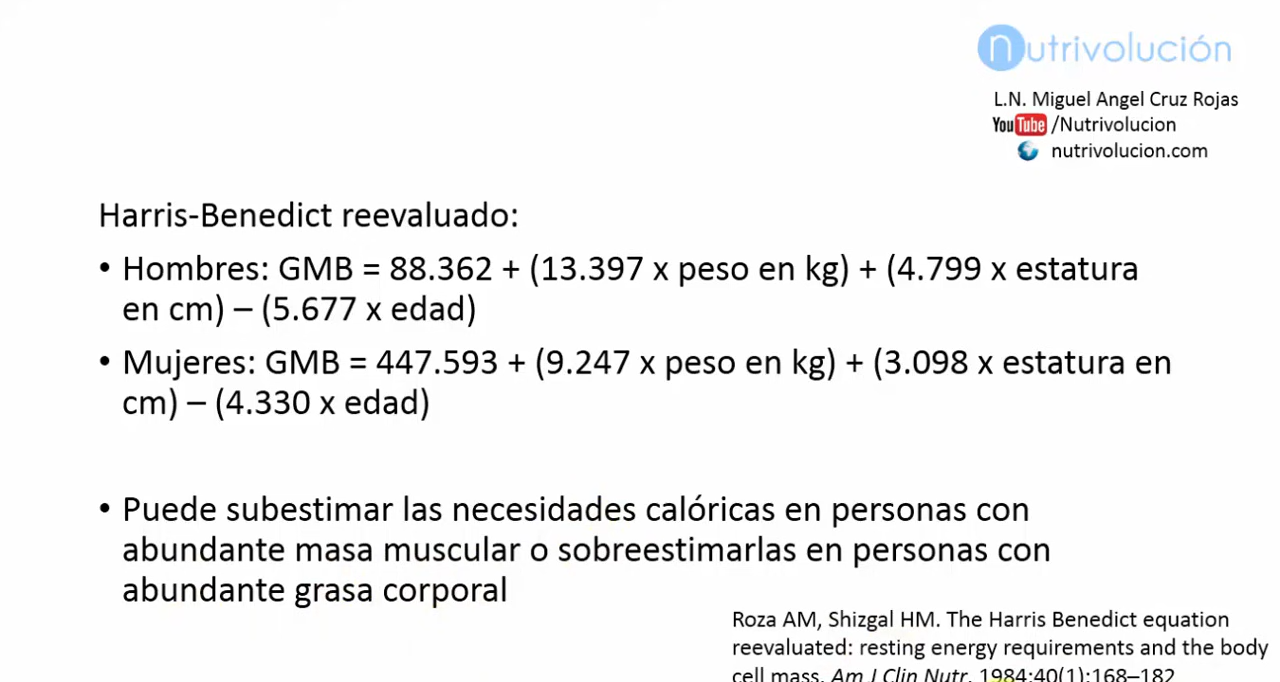 nutrivolución
L.N. Miguel Angel Cruz Rojas
YouTube /Nutrivolucion
nutrivolucion.com
Harris-Benedict reevaluado:
• Hombres: GMB = 88.362 + (13.397 x peso en kg) + (4.799 x estatura
en cm) – (5.677 x edad)
• Mujeres: GMB = 447.593 + (9.247 x peso en kg) + (3.098 x estatura en
cm) – (4.330 x edad)
• Puede subestimar las necesidades calóricas en personas con
abundante masa muscular o sobreestimarlas en personas con
abundante grasa corporal
Roza AM, Shizgal HM. The Harris Benedict equation
reevaluated: resting energy requirements and the body
cell mass. Am J Clin Nutr. 1984;40(1):168–182